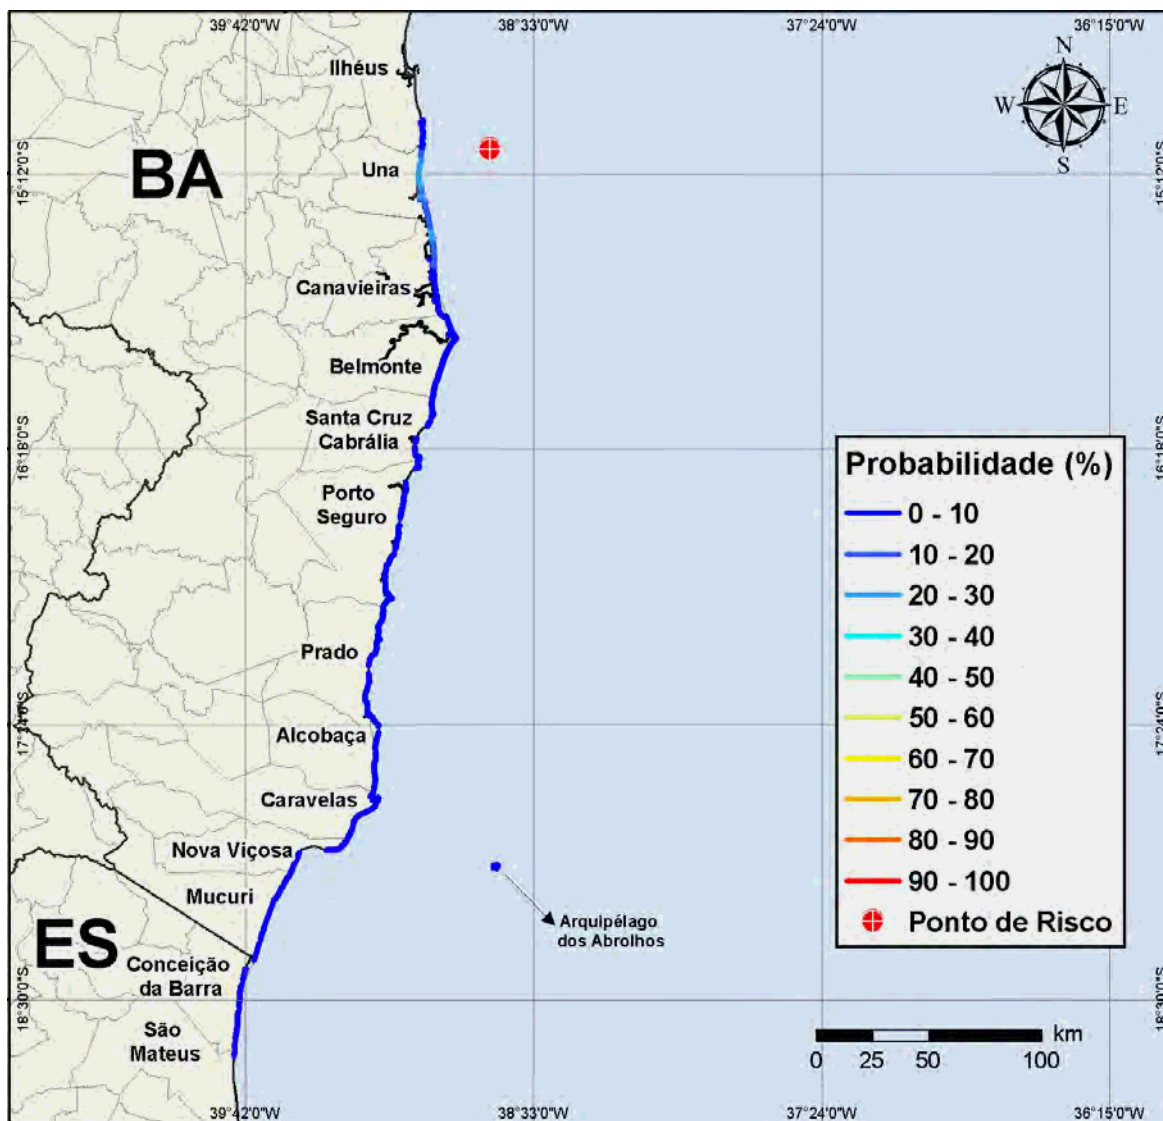 39°42'0"W
38°33'0"W
37°24'0"W
36°15'0"W
N
W
E
S
Ilhéus
BA
Una
15°12'0"S
15°12'0"S
Canavieiras
Belmonte
Santa Cruz
Cabrália
16°18'0"S
16°18'0"S
Porto
Seguro
Prado
Alcobaça
17°24'0"S
17°24'0"S
Caravelas
Nova Viçosa
Mucuri
ES
Conceição
da Barra
18°30'0"S
18°30'0"S
São
Mateus
Arquipélago
dos Abrolhos
Probabilidade (%)
0 - 10
10 - 20
20 - 30
30 - 40
40 - 50
50 - 60
60 - 70
70 - 80
80 - 90
90 - 100
Ponto de Risco
km
0 25 50 100
39°42'0"W
38°33'0"W
37°24'0"W
36°15'0"W